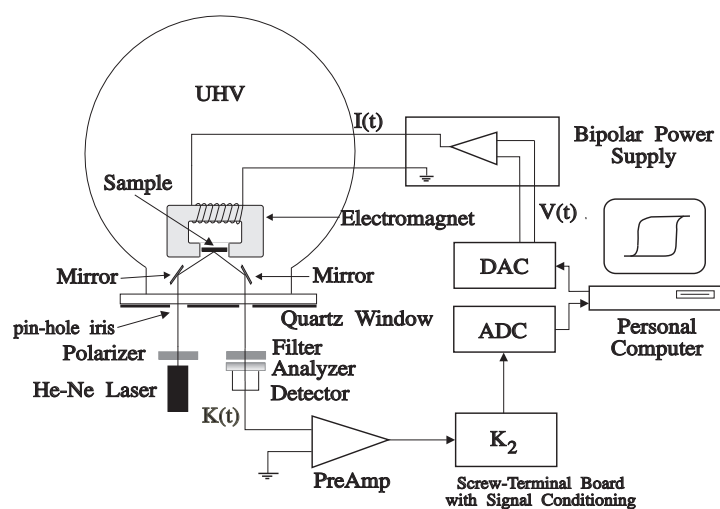 UHV
I(t)
Bipolar Power
Supply
Sample
Electromagnet
V(t)
Mirror
Mirror
DAC
pin-hole iris
Quartz Window
ADC
Personal
Computer
Polarizer
Filter
Analyzer
He-Ne Laser
Detector
K(t)
K2
PreAmp
Screw-Terminal Board
with Signal Conditioning